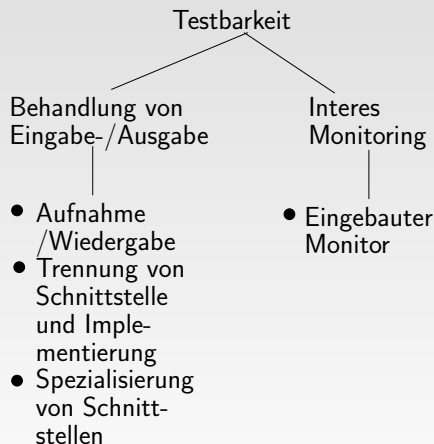 Testbarkeit
Behandlung von
Eingabe-/Ausgabe
• Aufnahme
/Wiedergabe
• Trennung von
Schnittstelle
und Imple-
mentierung
• Spezialisierung
von Schnitt-
stellen
Interes
Monitoring
• Eingebauter
Monitor